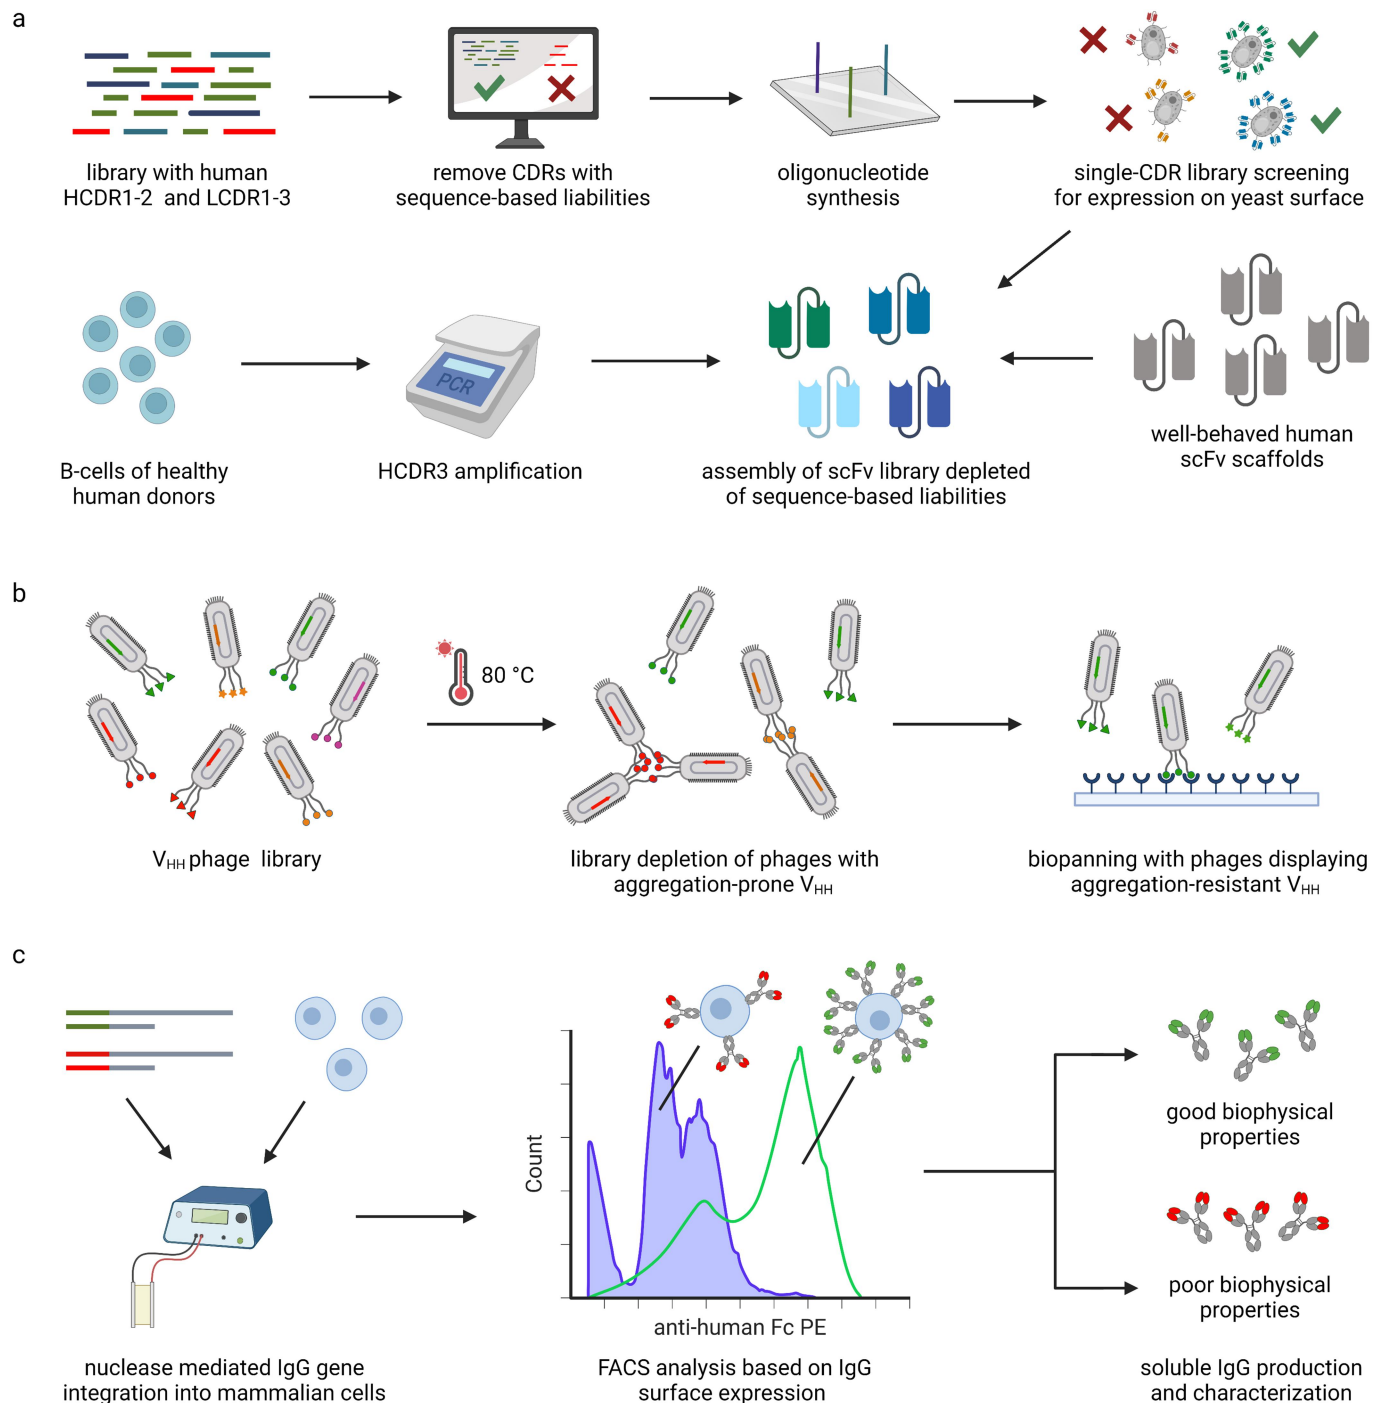 a
library with human
HCDR1-2 and LCDR1-3
remove CDRs with
sequence-based liabilities
oligonucleotide
synthesis
single-CDR library screening
for expression on yeast surface
B-cells of healthy
human donors
PCR
HCDR3 amplification
assembly of scFv library depleted
of sequence-based liabilities
well-behaved human
scFv scaffolds
b
80 °C
VHH phage library
library depletion of phages with
aggregation-prone VHH
biopanning with phages displaying
aggregation-resistant VHH
c
nuclease mediated IgG gene
integration into mammalian cells
Count
anti-human Fc PE
FACS analysis based on IgG
surface expression
good biophysical
properties
poor biophysical
properties
soluble IgG production
and characterization